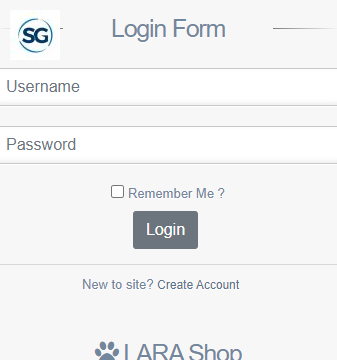 SG
Login Form
Username
Password
Remember Me ?
Login
New to site? Create Account
LARA Shop